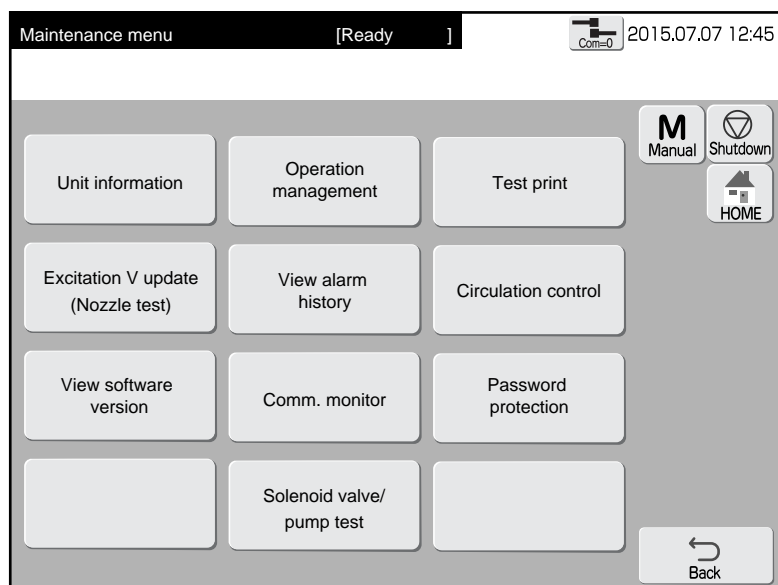 Maintenance menu [Ready ] Com=0 2015.07.07 12:45
M
Manual
Shutdown
HOME
Unit information
Operation
management
Test print
Excitation V update
(Nozzle test)
View alarm
history
Circulation control
View software
version
Comm. monitor
Password
protection
Solenoid valve/
pump test
Back